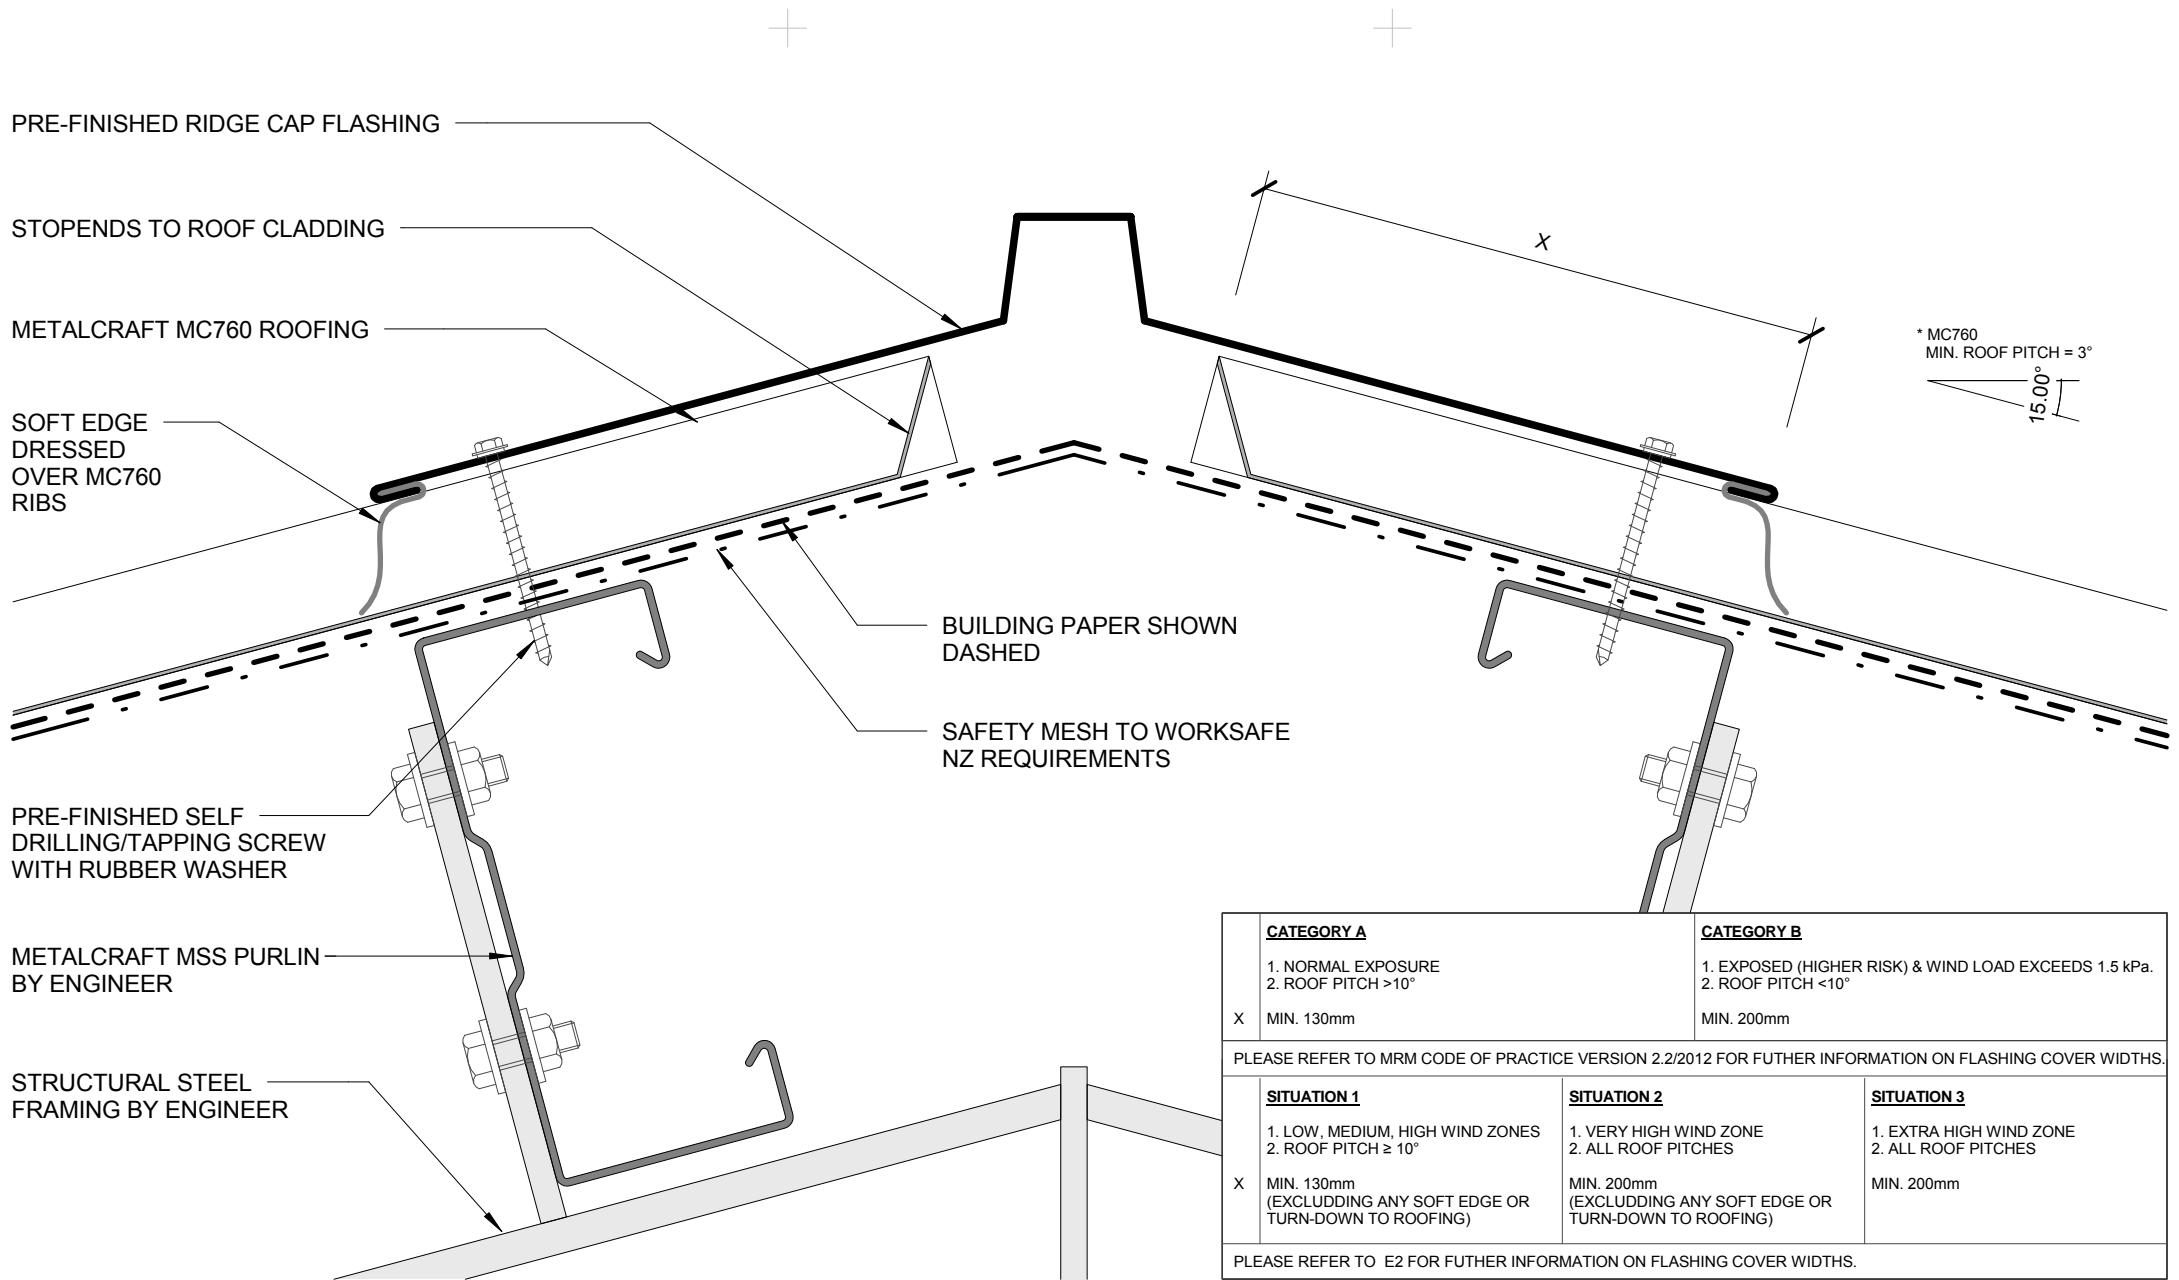 PRE-FINISHED RIDGE CAP FLASHING
STOPENDS TO ROOF CLADDING
METALCRAFT MC760 ROOFING
SOFT EDGE
DRESSED
OVER MC760
RIBS
PRE-FINISHED SELF
DRILLING/TAPPING SCREW
WITH RUBBER WASHER
METALCRAFT MSS PURLIN
BY ENGINEER
STRUCTURAL STEEL
FRAMING BY ENGINEER
BUILDING PAPER SHOWN
DASHED
SAFETY MESH TO WORKSAFE
NZ REQUIREMENTS
X
* MC760
MIN. ROOF PITCH = 3°
15.00°
CATEGORY A
1. NORMAL EXPOSURE
2. ROOF PITCH >10°
X MIN. 130mm
CATEGORY B
1. EXPOSED (HIGHER RISK) & WIND LOAD EXCEEDS 1.5 kPa.
2. ROOF PITCH <10°
MIN. 200mm
PLEASE REFER TO MRM CODE OF PRACTICE VERSION 2.2/2012 FOR FUTHER INFORMATION ON FLASHING COVER WIDTHS.
SITUATION 1
1. LOW, MEDIUM, HIGH WIND ZONES
2. ROOF PITCH ≥ 10°
X MIN. 130mm
(EXCLUDDING ANY SOFT EDGE OR
TURN-DOWN TO ROOFING)
SITUATION 2
1. VERY HIGH WIND ZONE
2. ALL ROOF PITCHES
MIN. 200mm
(EXCLUDDING ANY SOFT EDGE OR
TURN-DOWN TO ROOFING)
SITUATION 3
1. EXTRA HIGH WIND ZONE
2. ALL ROOF PITCHES
MIN. 200mm
PLEASE REFER TO E2 FOR FUTHER INFORMATION ON FLASHING COVER WIDTHS.